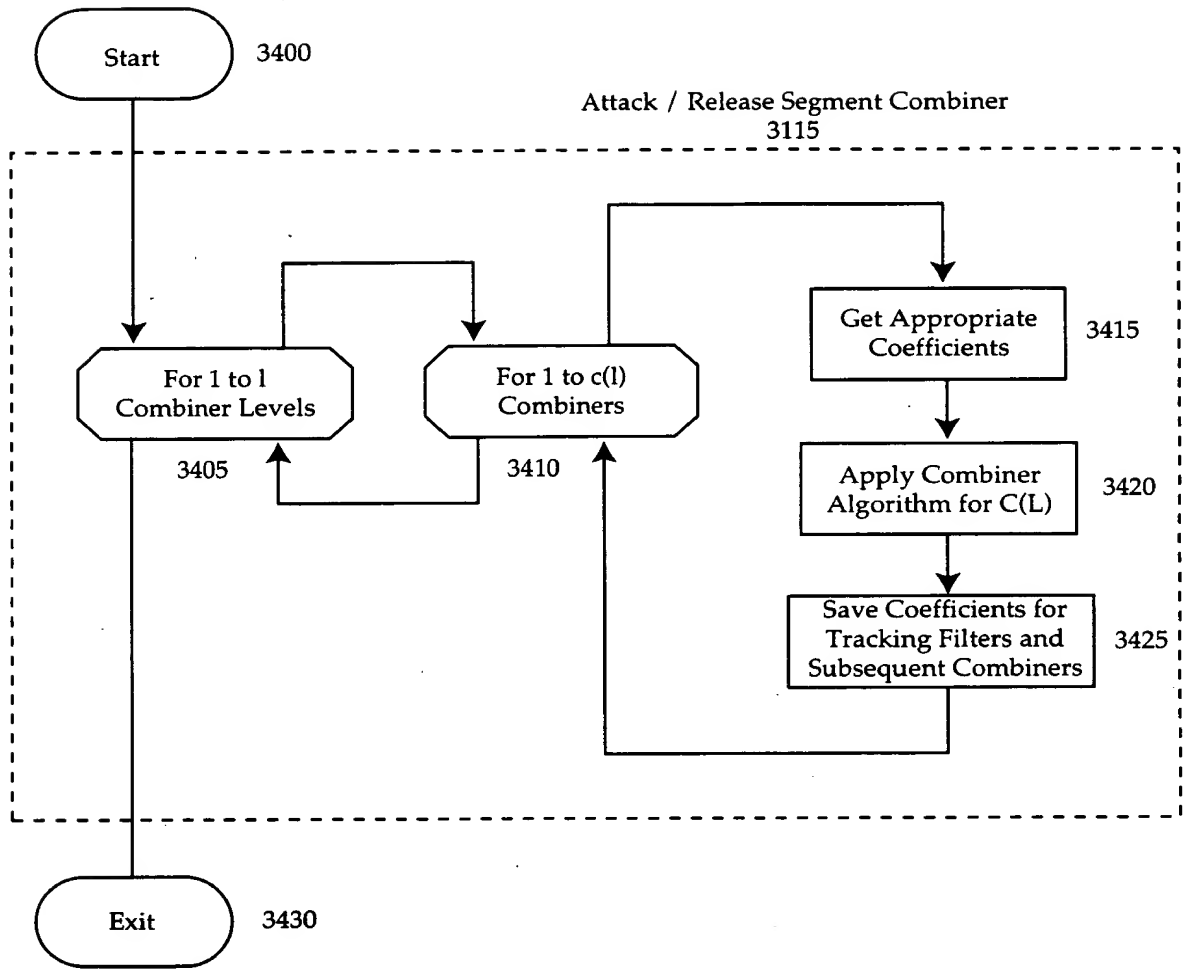 Start
3400
Attack / Release Segment Combiner
3115
For 1 to l
Combiner Levels
3405
For 1 to c(l)
Combiners
3410
Get Appropriate
Coefficients
3415
Apply Combiner
Algorithm for C(L)
3420
Save Coefficients for
Tracking Filters and
Subsequent Combiners
3425
Exit
3430